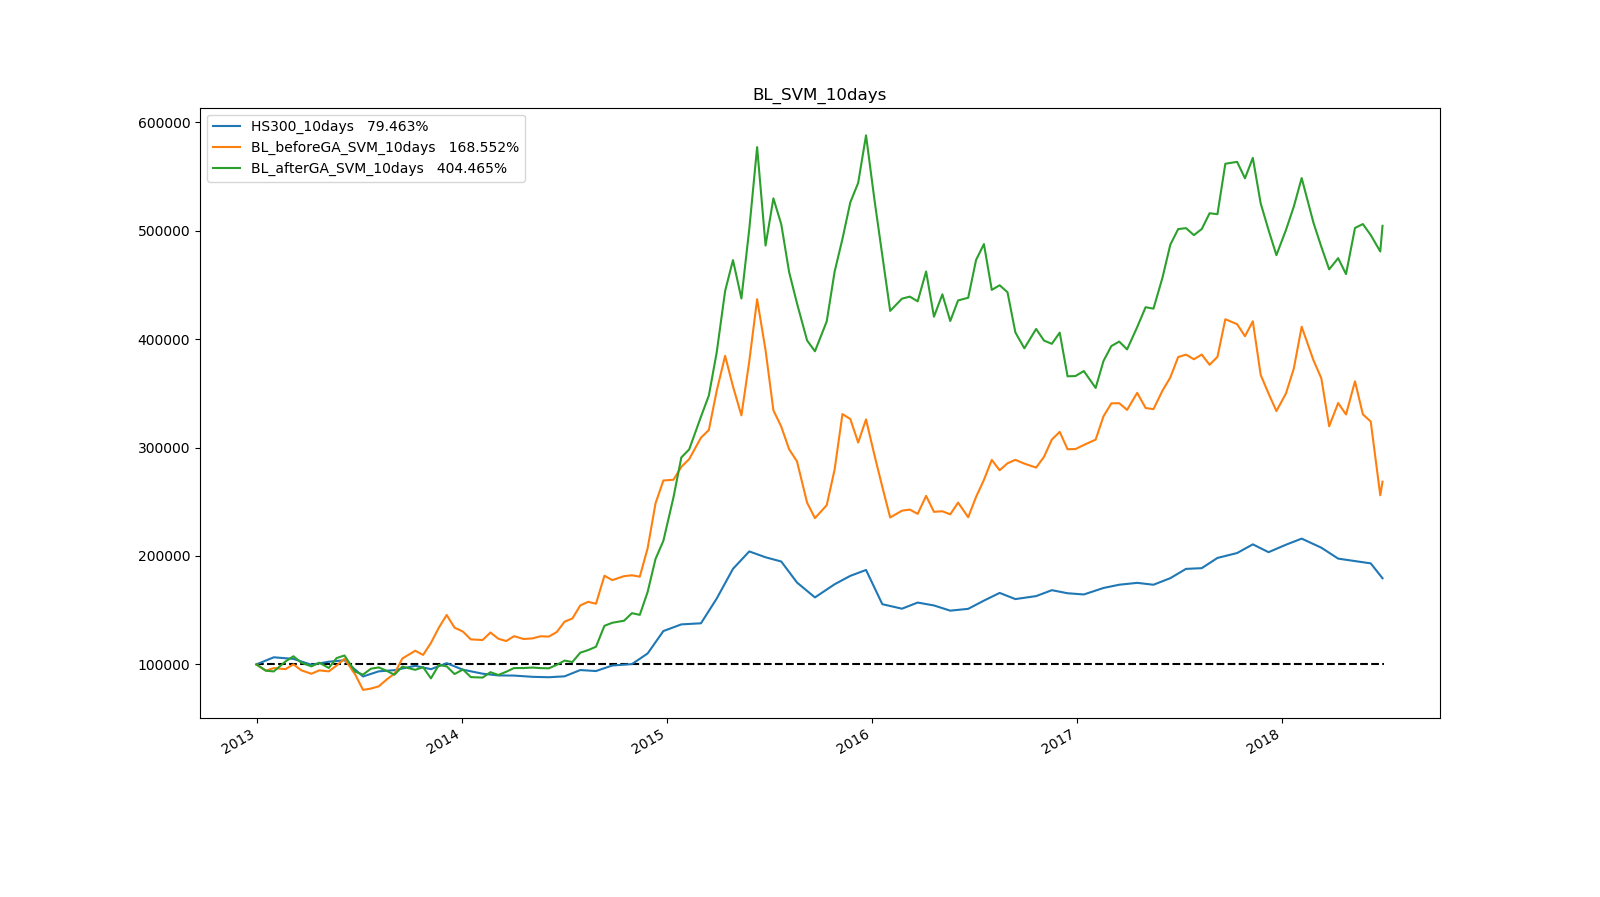 BL_SVM_10days
HS300_10days 79.463%
BL_beforeGA_SVM_10days 168.552%
BL_afterGA_SVM_10days 404.465%
600000
500000
400000
300000
200000
100000
2013 2014 2015 2016 2017 2018